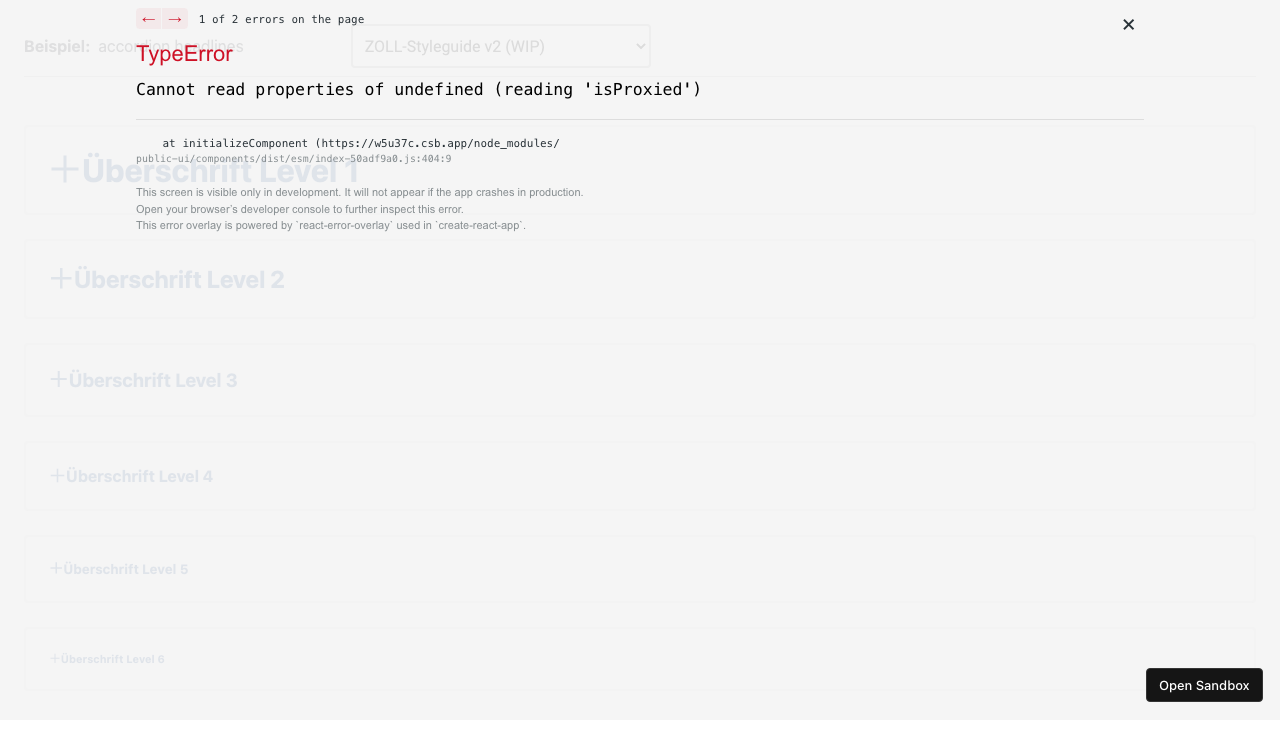 ← → 1 of 2 errors on the page
Beispiel: accordion headlines
ZOLL-Styleguide v2 (WIP)
TypeError
Cannot read properties of undefined (reading 'isProxied')
at initializeComponent (https://w5u37c.csb.app/node_modules/
public-ui/components/dist/esm/index-50adf9a0.js:404:9
+Überschrift Level 1
This screen is visible only in development. It will not appear if the app crashes in production.
Open your browser’s developer console to further inspect this error.
This error overlay is powered by `react-error-overlay` used in `create-react-app`.
+Überschrift Level 2
+Überschrift Level 3
+Überschrift Level 4
+Überschrift Level 5
+Überschrift Level 6
Open Sandbox